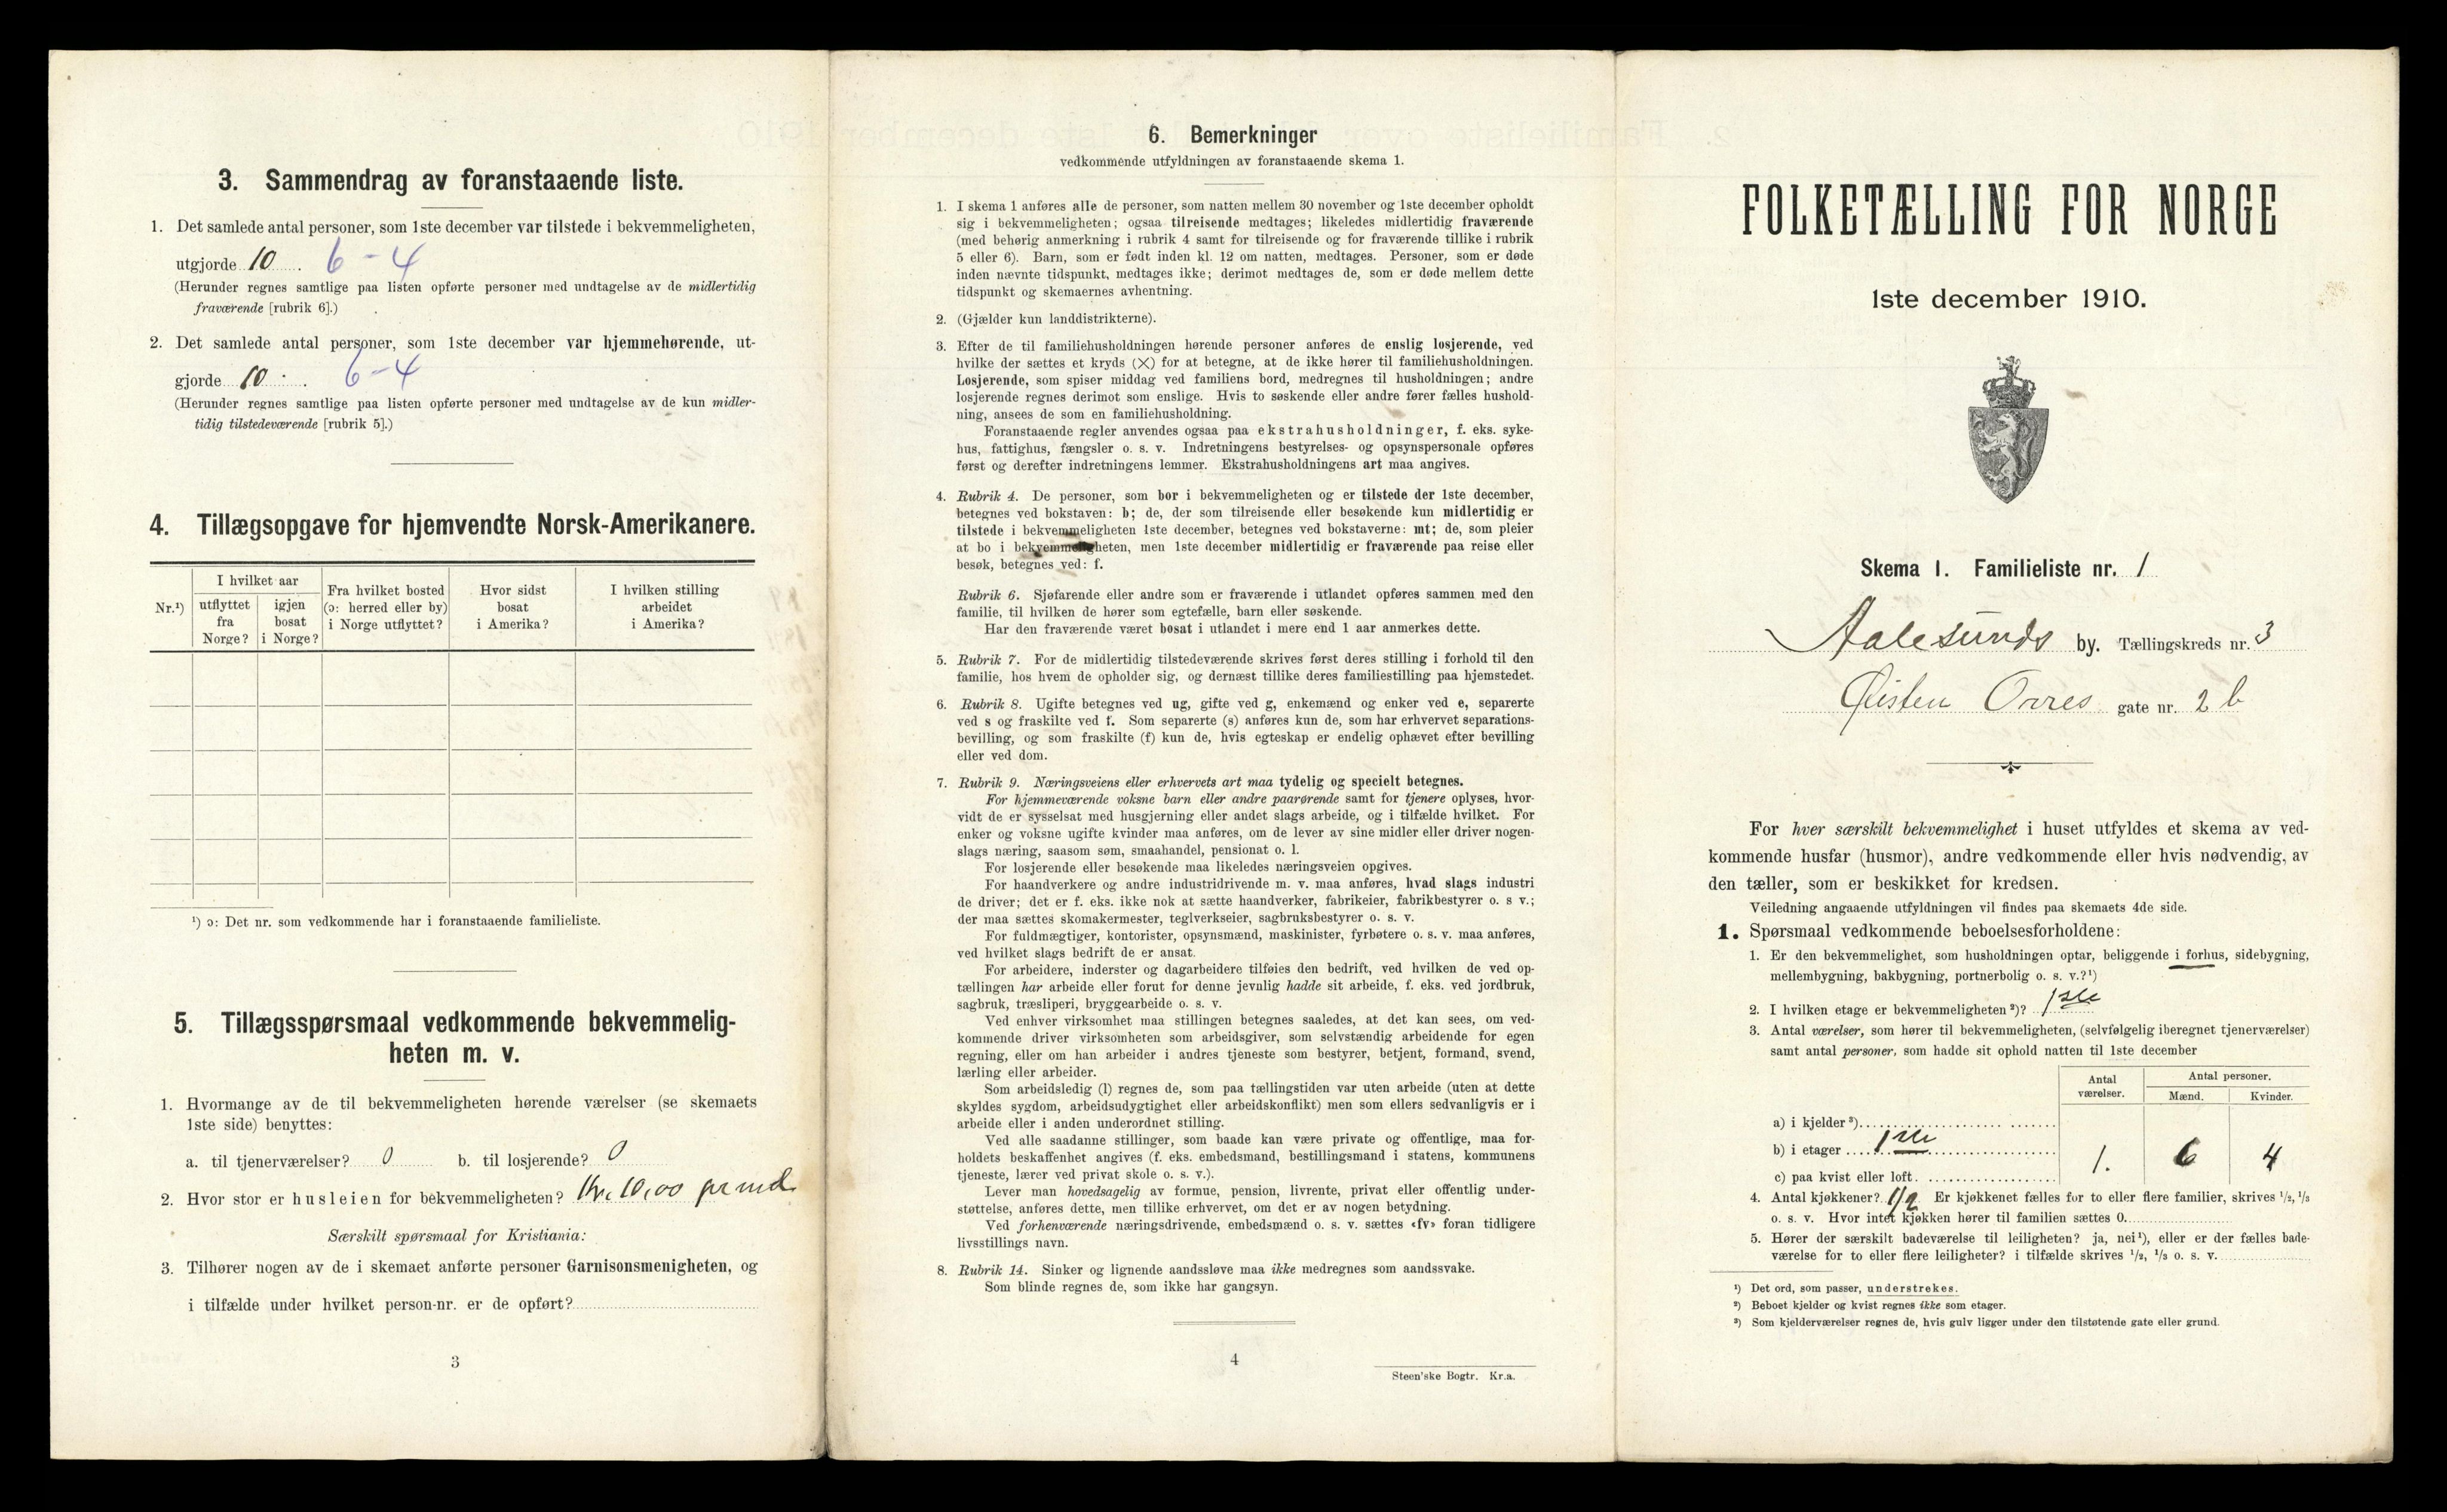 3. Sammendrag av foranstaaende liste.
1. Det samlede antal personer, som 1ste december var tilstede i bekvemmeligheten,
utgjorde 10 . 6 - 4
(Herunder regnes samtlige paa listen opførte personer med undtagelse av de midlertidig
fraværende [rubrik 6].)
2. Det samlede antal personer, som 1ste december var hjemmehørende, ut-
gjorde 10 . 6 - 4
(Herunder regnes samtlige paa listen opførte personer med undtagelse av de kun midler-
tidig tilstedeværende [rubrik 5].)
4. Tillægsopgave for hjemvendte Norsk-Amerikanere.
Nr.¹)
I hvilket aar
utflyttet fra Norge?
igjen bosat i Norge?
Fra hvilket bosted (ɔ: herred eller by) i Norge utflyttet?
Hvor sidst bosat i Amerika?
I hvilken stilling arbeidet i Amerika?
¹) ɔ: Det nr. som vedkommende har i foranstaaende familieliste.
5. Tillægsspørsmaal vedkommende bekvemmelig-
heten m. v.
1. Hvormange av de til bekvemmeligheten hørende værelser (se skemaets
1ste side) benyttes:
a. til tjenerværelser? 0 b. til losjerende? 0
2. Hvor stor er husleien for bekvemmeligheten? Kr. 10,00 pr md.
Særskilt spørsmaal for Kristiania:
3. Tilhører nogen av de i skemaet anførte personer Garnisonsmenigheten, og
i tilfælde under hvilket person-nr. er de opført?
3
6. Bemerkninger
vedkommende utfyldningen av foranstaaende skema 1.
1. I skema 1 anføres alle de personer, som natten mellem 30 november og 1ste december opholdt
sig i bekvemmeligheten; ogsaa tilreisende medtages; likeledes midlertidig fraværende
(med behørig anmerkning i rubrik 4 samt for tilreisende og for fraværende tillike i rubrik
5 eller 6). Barn, som er født inden kl. 12 om natten, medtages. Personer, som er døde
inden nævnte tidspunkt, medtages ikke; derimot medtages de, som er døde mellem dette
tidspunkt og skemaernes avhentning.
2. (Gjælder kun landdistrikterne).
3. Efter de til familiehusholdningen hørende personer anføres de enslig losjerende, ved
hvilke der sættes et kryds (×) for at betegne, at de ikke hører til familiehusholdningen.
Losjerende, som spiser middag ved familiens bord, medregnes til husholdningen; andre
losjerende regnes derimot som enslige. Hvis to søskende eller andre fører fælles hushold-
ning, ansees de som en familiehusholdning.
Foranstaaende regler anvendes ogsaa paa ekstrahusholdninger, f. eks. syke-
hus, fattighus, fængsler o. s. v. Indretningens bestyrelses- og opsynspersonale opføres
først og derefter indretningens lemmer. Ekstrahusholdningens art maa angives.
4. Rubrik 4. De personer, som bor i bekvemmeligheten og er tilstede der 1ste december,
betegnes ved bokstaven: b; de, der som tilreisende eller besøkende kun midlertidig er
tilstede i bekvemmeligheten 1ste december, betegnes ved bokstaverne: mt; de, som pleier
at bo i bekvemmeligheten, men 1ste december midlertidig er fraværende paa reise eller
besøk, betegnes ved: f.
Rubrik 6. Sjøfarende eller andre som er fraværende i utlandet opføres sammen med den
familie, til hvilken de hører som egtefælle, barn eller søskende.
Har den fraværende været bosat i utlandet i mere end 1 aar anmerkes dette.
5. Rubrik 7. For de midlertidig tilstedeværende skrives først deres stilling i forhold til den
familie, hos hvem de opholder sig, og dernæst tillike deres familiestilling paa hjemstedet.
6. Rubrik 8. Ugifte betegnes ved ug, gifte ved g, enkemænd og enker ved e, separerte
ved s og fraskilte ved f. Som separerte (s) anføres kun de, som har erhvervet separations-
bevilling, og som fraskilte (f) kun de, hvis egteskap er endelig ophævet efter bevilling
eller ved dom.
7. Rubrik 9. Næringsveiens eller erhvervets art maa tydelig og specielt betegnes.
For hjemmeværende voksne barn eller andre paarørende samt for tjenere oplyses, hvor-
vidt de er sysselsat med husgjerning eller andet slags arbeide, og i tilfælde hvilket. For
enker og voksne ugifte kvinder maa anføres, om de lever av sine midler eller driver nogen-
slags næring, saasom søm, smaahandel, pensionat o. l.
For losjerende eller besøkende maa likeledes næringsveien opgives.
For haandverkere og andre industridrivende m. v. maa anføres, hvad slags industri
de driver; det er f. eks. ikke nok at sætte haandverker, fabrikeier, fabrikbestyrer o. s v.;
der maa sættes skomakermester, teglverkseier, sagbruksbestyrer o. s. v.
For fuldmægtiger, kontorister, opsynsmænd, maskinister, fyrbøtere o. s. v. maa anføres,
ved hvilket slags bedrift de er ansat.
For arbeidere, inderster og dagarbeidere tilføies den bedrift, ved hvilken de ved op-
tællingen har arbeide eller forut for denne jevnlig hadde sit arbeide, f. eks. ved jordbruk,
sagbruk, træsliperi, bryggearbeide o. s. v.
Ved enhver virksomhet maa stillingen betegnes saaledes, at det kan sees, om ved-
kommende driver virksomheten som arbeidsgiver, som selvstændig arbeidende for egen
regning, eller om han arbeider i andres tjeneste som bestyrer, betjent, formand, svend,
lærling eller arbeider.
Som arbeidsledig (l) regnes de, som paa tællingstiden var uten arbeide (uten at dette
skyldes sygdom, arbeidsudygtighet eller arbeidskonflikt) men som ellers sedvanligvis er i
arbeide eller i anden underordnet stilling.
Ved alle saadanne stillinger, som baade kan være private og offentlige, maa for-
holdets beskaffenhet angives (f. eks. embedsmand, bestillingsmand i statens, kommunens
tjeneste, lærer ved privat skole o. s. v.).
Lever man hovedsagelig av formue, pension, livrente, privat eller offentlig under-
støttelse, anføres dette, men tillike erhvervet, om det er av nogen betydning.
Ved forhenværende næringsdrivende, embedsmænd o. s. v. sættes «fv» foran tidligere
livsstillings navn.
8. Rubrik 14. Sinker og lignende aandssløve maa ikke medregnes som aandssvake.
Som blinde regnes de, som ikke har gangsyn.
4
Steen'ske Bogtr. Kr.a.
FOLKETÆLLING FOR NORGE
1ste december 1910.
Skema 1. Familieliste nr. 1
Aalesunds by. Tællingskreds nr. 3
Øisten Orres gate nr. 2 b
For hver særskilt bekvemmelighet i huset utfyldes et skema av ved-
kommende husfar (husmor), andre vedkommende eller hvis nødvendig, av
den tæller, som er beskikket for kredsen.
Veiledning angaaende utfyldningen vil findes paa skemaets 4de side.
1. Spørsmaal vedkommende beboelsesforholdene:
1. Er den bekvemmelighet, som husholdningen optar, beliggende i forhus, sidebygning,
mellembygning, bakbygning, portnerbolig o. s. v.?¹)
2. I hvilken etage er bekvemmeligheten²)? 1ste
3. Antal værelser, som hører til bekvemmeligheten, (selvfølgelig iberegnet tjenerværelser)
samt antal personer, som hadde sit ophold natten til 1ste december
Antal værelser. Antal personer.
Mænd. Kvinder.
a) i kjelder³)
b) i etager 1ste 1. 6 4
c) paa kvist eller loft.
4. Antal kjøkkener? 1/2 Er kjøkkenet fælles for to eller flere familier, skrives ¹/₂, ¹/₃
o. s. v. Hvor intet kjøkken hører til familien sættes 0.
5. Hører der særskilt badeværelse til leiligheten? ja, nei¹), eller er der fælles bade-
værelse for to eller flere leiligheter? i tilfælde skrives ¹/₂, ¹/₃ o. s. v.
¹) Det ord, som passer, understrekes.
²) Beboet kjelder og kvist regnes ikke som etager.
³) Som kjelderværelser regnes de, hvis gulv ligger under den tilstøtende gate eller grund.